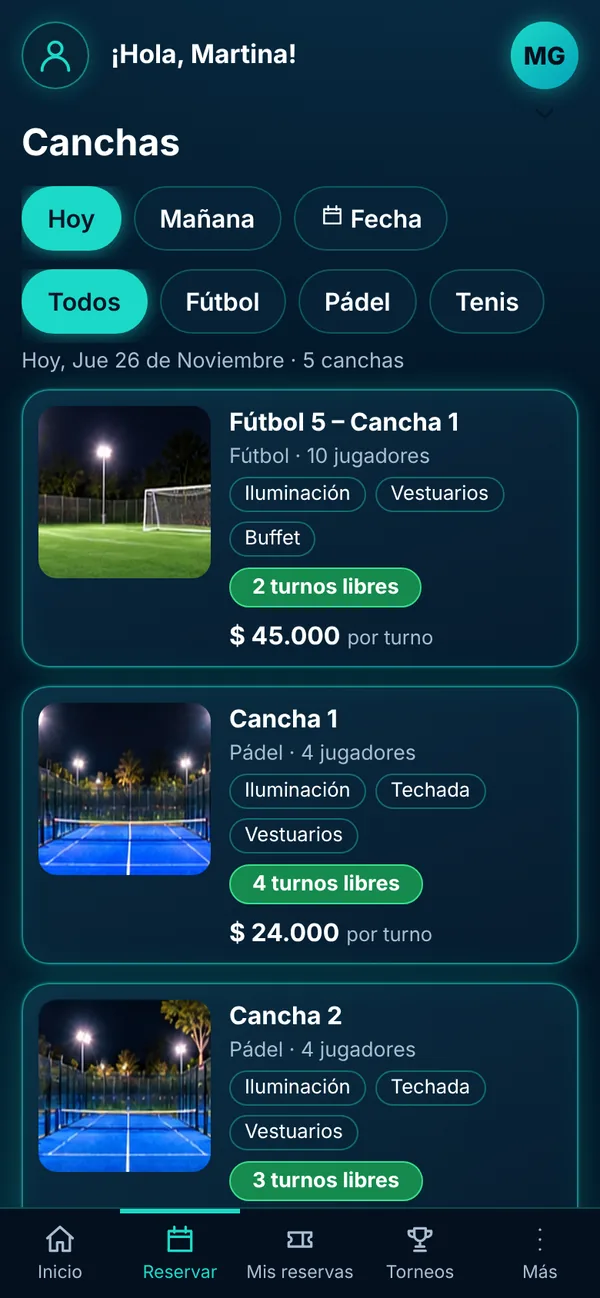 ¡Hola, Martina!
MG
Canchas
Hoy
Mañana
Fecha
Todos
Fútbol
Pádel
Tenis
Hoy, Jue 26 de Noviembre · 5 canchas
Fútbol 5 – Cancha 1
Fútbol · 10 jugadores
Iluminación
Vestuarios
Buffet
2 turnos libres
$ 45.000 por turno
Cancha 1
Pádel · 4 jugadores
Iluminación
Techada
Vestuarios
4 turnos libres
$ 24.000 por turno
Cancha 2
Pádel · 4 jugadores
Iluminación
Techada
Vestuarios
3 turnos libres
Inicio
Reservar
Mis reservas
Torneos
Más